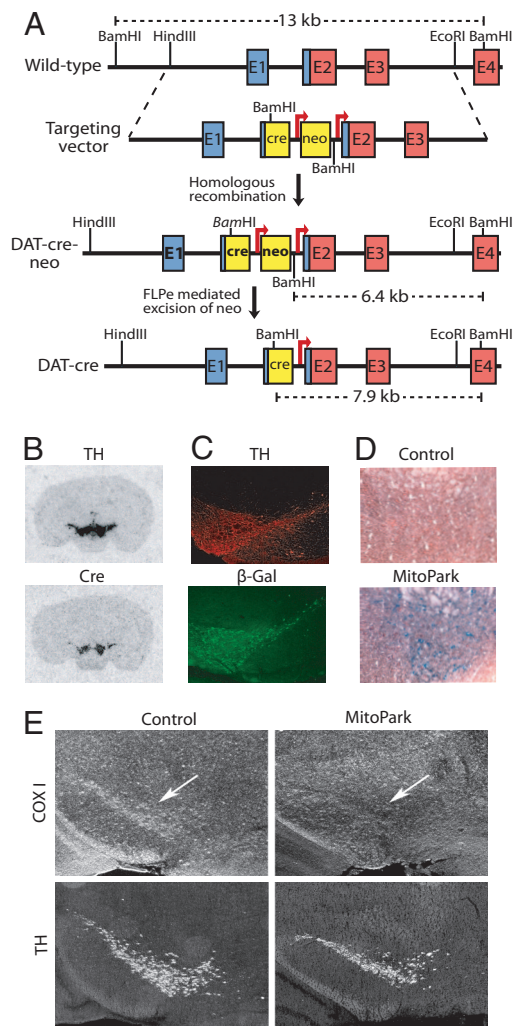 A
13 kb
BamHI HindIII EcoRI BamHI
Wild-type
E1 E2 E3 E4
BamHI
Targeting
vector
E1 cre neo E2 E3
BamHI
Homologous
recombination
HindIII BamHI EcoRI BamHI
DAT-cre-
neo
E1 cre neo E2 E3 E4
BamHI
6.4 kb
FLPe mediated
excision of neo
HindIII BamHI EcoRI BamHI
DAT-cre
E1 cre E2 E3 E4
7.9 kb
B
TH
Cre
C
TH
β-Gal
D
Control
MitoPark
E
Control MitoPark
COX I
TH